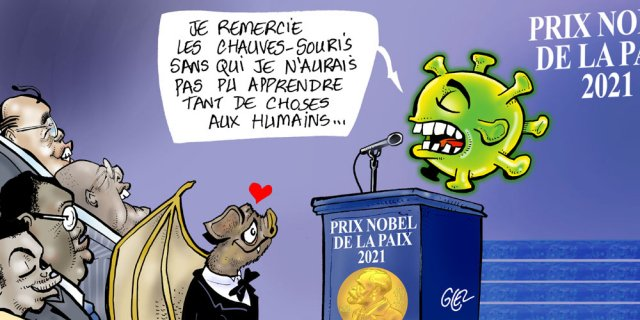 JE REMERCIE
LES CHAUVES-SOURIS
SANS QUI JE N'AURAIS
PAS PU APPRENDRE
TANT DE CHOSES
AUX HUMAINS...
PRIX NOBEL
DE LA PAIX
2021
PRIX NOBEL
DE LA PAIX
2021
GLEZ